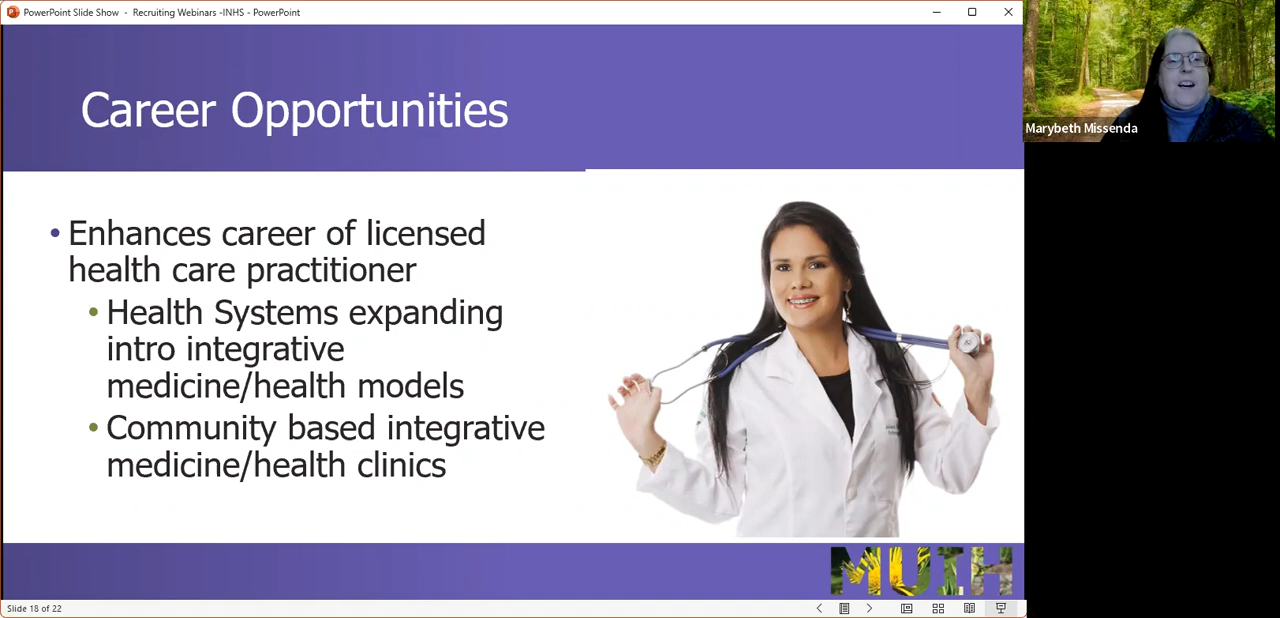 PowerPoint Slide Show - Recruiting Webinars -INHS - PowerPoint
Career Opportunities
Marybeth Missenda
• Enhances career of licensed
health care practitioner
• Health Systems expanding
intro integrative
medicine/health models
• Community based integrative
medicine/health clinics
MUIH
Slide 18 of 22